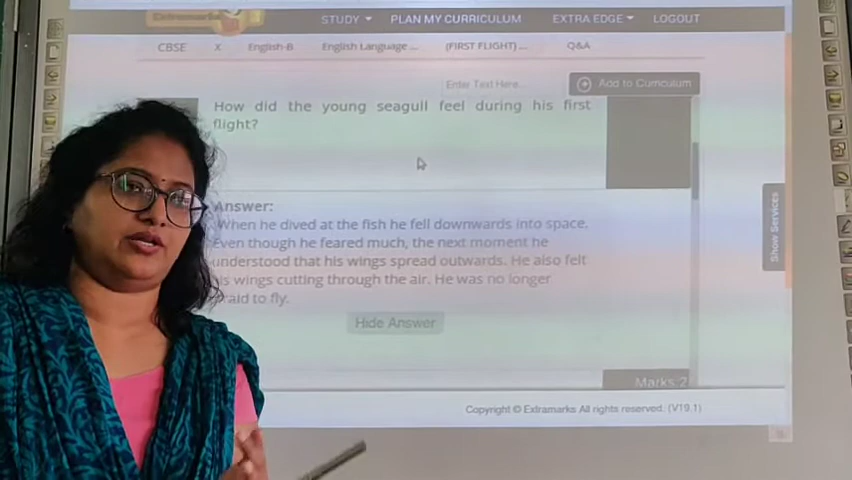 Extramarks
STUDY PLAN MY CURRICULUM EXTRA EDGE LOGOUT
CBSE X English-B English Language... (FIRST FLIGHT)... Q&A
Enter Text Here... Add to Curriculum
How did the young seagull feel during his first
flight?
Answer:
When he dived at the fish he fell downwards into space.
Even though he feared much, the next moment he
understood that his wings spread outwards. He also felt
his wings cutting through the air. He was no longer
raid to fly.
Hide Answer
Marks:2
Show Services
Copyright © Extramarks All rights reserved. (V19.1)